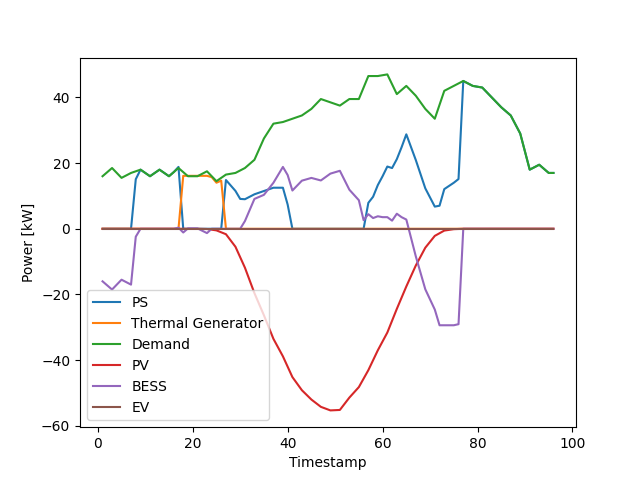 40
20
0
−20
−40
−60
Power [kW]
PS
Thermal Generator
Demand
PV
BESS
EV
0 20 40 60 80 100
Timestamp